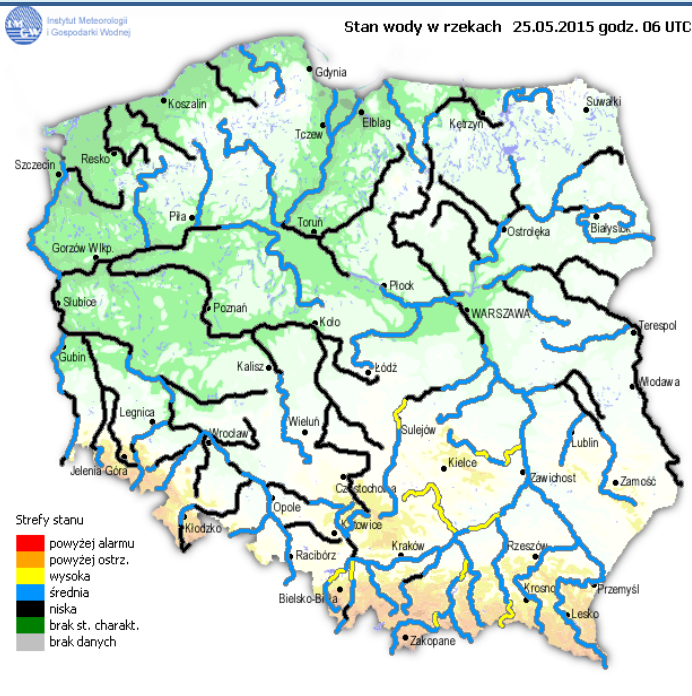 Instytut Meteorologii
i Gospodarki Wodnej
IMGW
Stan wody w rzekach 25.05.2015 godz. 06 UTC
Gdynia
Koszalin
Suwałki
Elbląg
Kętrzyn
Tczew
Resko
Szczecin
Piła
Toruń
Ostrołęka
Białystok
Gorzów Wlkp.
Płock
Słubice
Poznań
Koło
WARSZAWA
Terespol
Gubin
Kalisz
Łódź
Włodawa
Legnica
Wieluń
Sulejów
Wrocław
Lublin
Jelenia Góra
Kielce
Zawichost
Zamość
Częstochowa
Opole
Strefy stanu
Kłodzko
Katowice
powyżej alarmu
Kraków
Rzeszów
powyżej ostrz.
Racibórz
wysoka
Krosno
Przemyśl
średnia
Bielsko-Biała
niska
Lesko
brak st. charakt.
Zakopane
brak danych